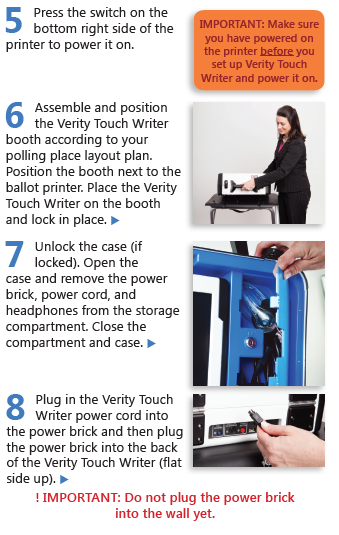 5 Press the switch on the
bottom right side of the
printer to power it on.
IMPORTANT: Make sure
you have powered on
the printer before you
set up Verity Touch
Writer and power it on.
6 Assemble and position
the Verity Touch Writer
booth according to your
polling place layout plan.
Position the booth next to the
ballot printer. Place the Verity
Touch Writer on the booth
and lock in place. ▶
7 Unlock the case (if
locked). Open the
case and remove the power
brick, power cord, and
headphones from the storage
compartment. Close the
compartment and case. ▶
8 Plug in the Verity Touch
Writer power cord into
the power brick and then plug
the power brick into the back
of the Verity Touch Writer (flat
side up). ▶
! IMPORTANT: Do not plug the power brick
into the wall yet.